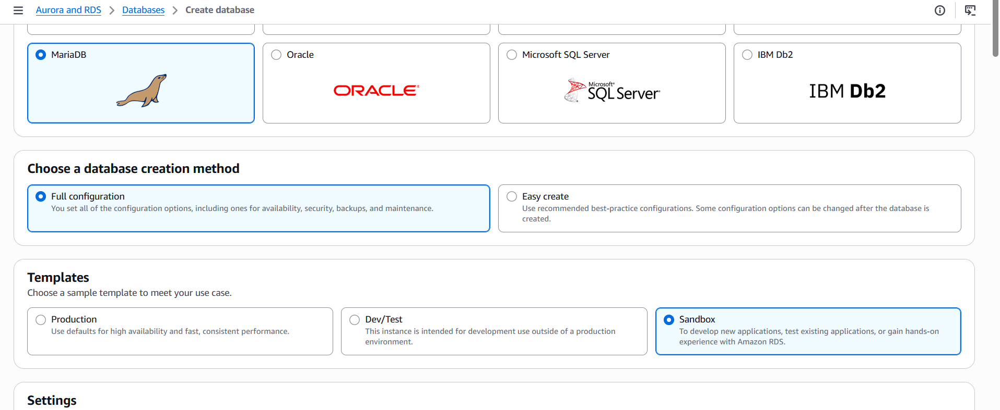 Aurora and RDS > Databases > Create database
MariaDB
Oracle
ORACLE®
Microsoft SQL Server
Microsoft®
SQL Server®
IBM Db2
IBM Db2
Choose a database creation method
Full configuration
You set all of the configuration options, including ones for availability, security, backups, and maintenance.
Easy create
Use recommended best-practice configurations. Some configuration options can be changed after the database is
created.
Templates
Choose a sample template to meet your use case.
Production
Use defaults for high availability and fast, consistent performance.
Dev/Test
This instance is intended for development use outside of a production
environment.
Sandbox
To develop new applications, test existing applications, or gain hands-on
experience with Amazon RDS.
Settings